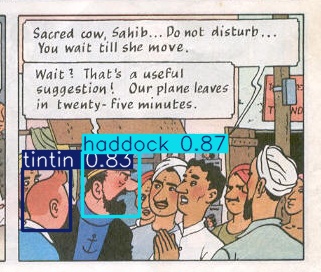 Sacred cow, Sahib... Do not disturb...
You wait till she move.
Wait? That's a useful
suggestion! Our plane leaves
in twenty-five minutes.
haddock 0.87
tintin 0.83